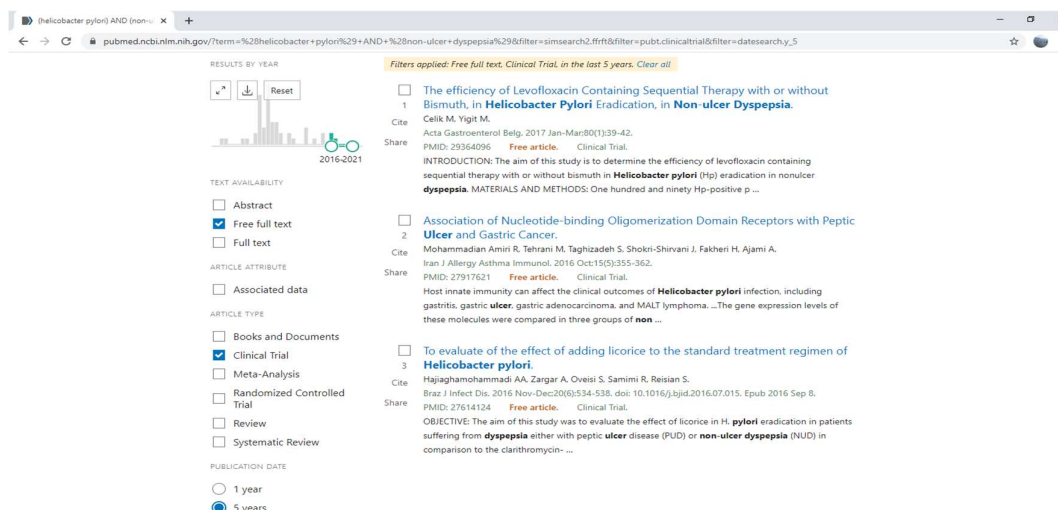 (helicobacter pylori) AND (non-u
pubmed.ncbi.nlm.nih.gov/?term=%28helicobacter+pylori%29+AND+%28non-ulcer+dyspepsia%29&filter=simsearch2.ffrft&filter=pubt.clinicaltrial&filter=datesearch.y_5
RESULTS BY YEAR
Reset
2016-2021
TEXT AVAILABILITY
Abstract
Free full text
Full text
ARTICLE ATTRIBUTE
Associated data
ARTICLE TYPE
Books and Documents
Clinical Trial
Meta-Analysis
Randomized Controlled
Trial
Review
Systematic Review
PUBLICATION DATE
1 year
5 years
Filters applied: Free full text, Clinical Trial, in the last 5 years. Clear all
1
Cite
Share
The efficiency of Levofloxacin Containing Sequential Therapy with or without
Bismuth, in Helicobacter Pylori Eradication, in Non-ulcer Dyspepsia.
Celik M, Yigit M.
Acta Gastroenterol Belg. 2017 Jan-Mar;80(1):39-42.
PMID: 29364096 Free article. Clinical Trial.
INTRODUCTION: The aim of this study is to determine the efficiency of levofloxacin containing
sequential therapy with or without bismuth in Helicobacter pylori (Hp) eradication in nonulcer
dyspepsia. MATERIALS AND METHODS: One hundred and ninety Hp-positive p ...
2
Cite
Share
Association of Nucleotide-binding Oligomerization Domain Receptors with Peptic
Ulcer and Gastric Cancer.
Mohammadian Amiri R, Tehrani M, Taghizadeh S, Shokri-Shirvani J, Fakheri H, Ajami A.
Iran J Allergy Asthma Immunol. 2016 Oct;15(5):355-362.
PMID: 27917621 Free article. Clinical Trial.
Host innate immunity can affect the clinical outcomes of Helicobacter pylori infection, including
gastritis, gastric ulcer, gastric adenocarcinoma, and MALT lymphoma. ...The gene expression levels of
these molecules were compared in three groups of non ...
3
Cite
Share
To evaluate of the effect of adding licorice to the standard treatment regimen of
Helicobacter pylori.
Hajiaghamohammadi AA, Zargar A, Oveisi S, Samimi R, Reisian S.
Braz J Infect Dis. 2016 Nov-Dec;20(6):534-538. doi: 10.1016/j.bjid.2016.07.015. Epub 2016 Sep 8.
PMID: 27614124 Free article. Clinical Trial.
OBJECTIVE: The aim of this study was to evaluate the effect of licorice in H. pylori eradication in patients
suffering from dyspepsia either with peptic ulcer disease (PUD) or non-ulcer dyspepsia (NUD) in
comparison to the clarithromycin- ...